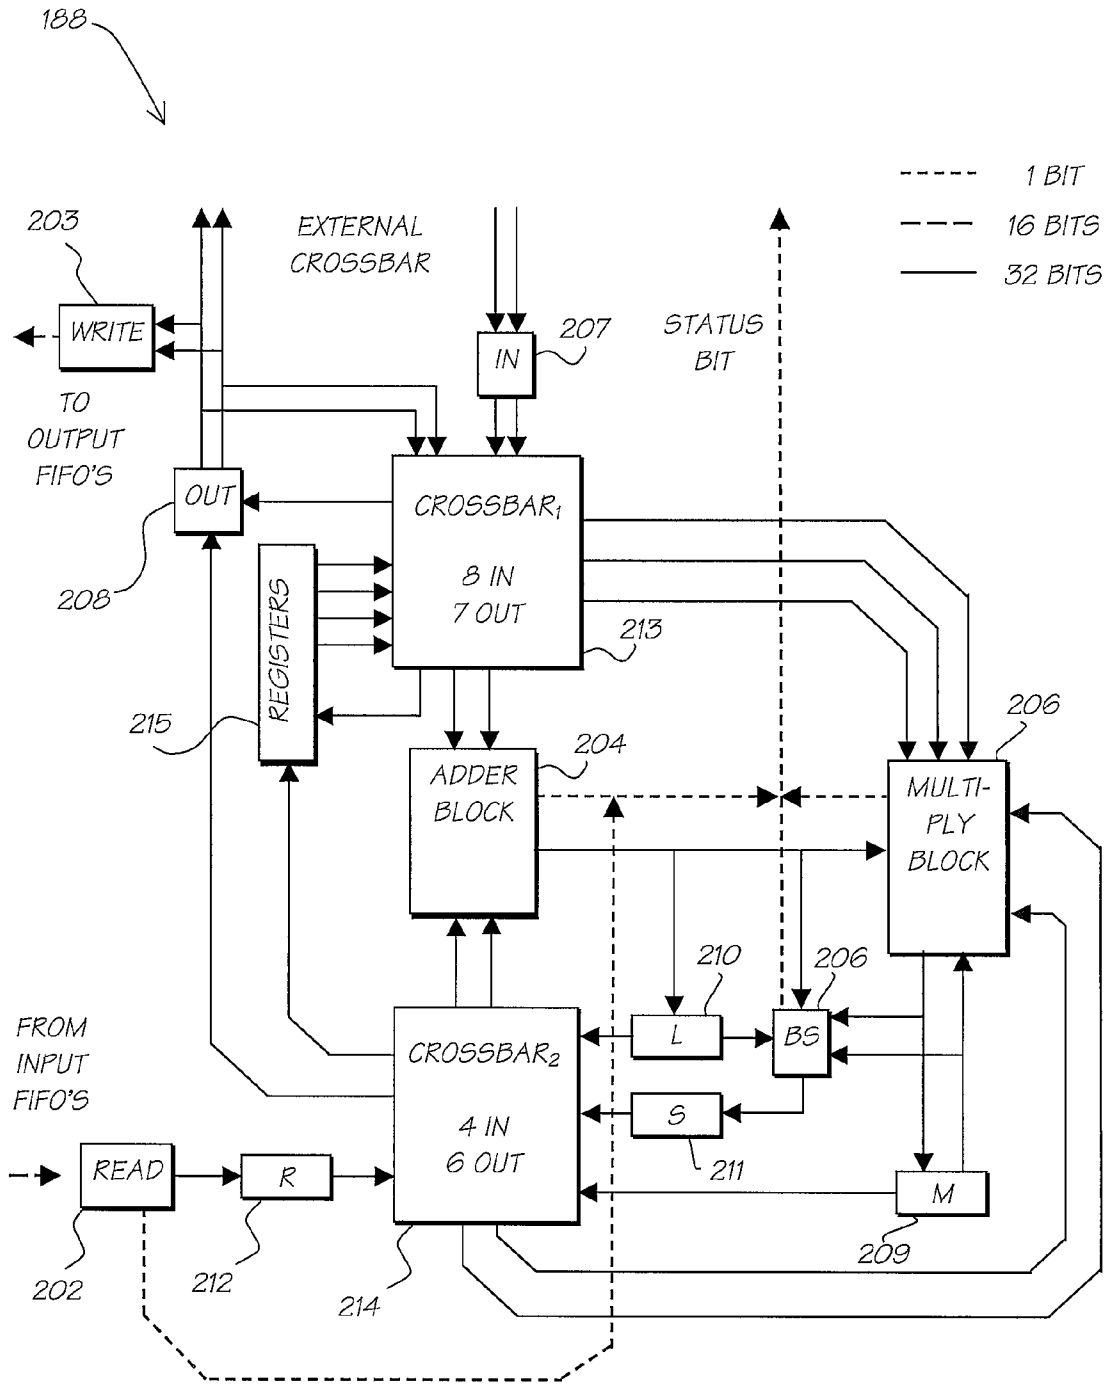 188
1 BIT
16 BITS
32 BITS
203
EXTERNAL
CROSSBAR
WRITE
207
IN
STATUS
BIT
TO
OUTPUT
FIFO'S
OUT
208
CROSSBAR1
8 IN
7 OUT
213
REGISTERS
215
204
ADDER
BLOCK
206
MULTI-
PLY
BLOCK
210
206
L
BS
FROM
INPUT
FIFO'S
CROSSBAR2
4 IN
6 OUT
S
211
READ
R
M
209
202
212
214